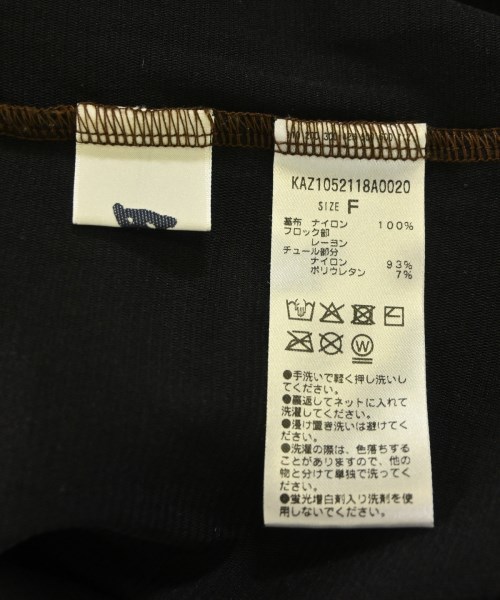 KAZ1052118A0020
SIZE F
基布 ナイロン 100%
フロック部
レーヨン
チュール部分
ナイロン 93%
ポリウレタン 7%
W
●手洗いで軽く押し洗いし
てください。
●裏返してネットに入れて
洗濯してください。
●浸け置き洗いは避けてく
ださい。
●洗濯の際は、色落ちする
ことがありますので、他の
物と分けて単独で洗ってく
ださい。
●蛍光増白剤入り洗剤を使
用しないでください。